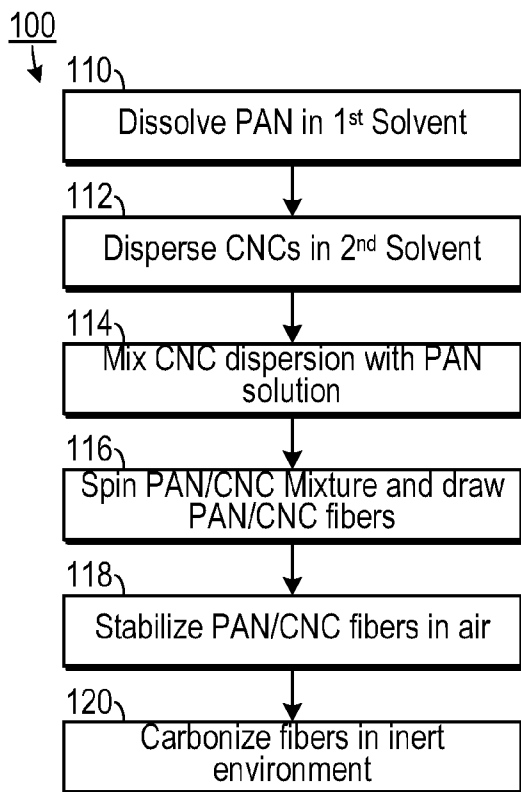 100
110
Dissolve PAN in 1st Solvent
112
Disperse CNCs in 2nd Solvent
114
Mix CNC dispersion with PAN
solution
116
Spin PAN/CNC Mixture and draw
PAN/CNC fibers
118
Stabilize PAN/CNC fibers in air
120
Carbonize fibers in inert
environment